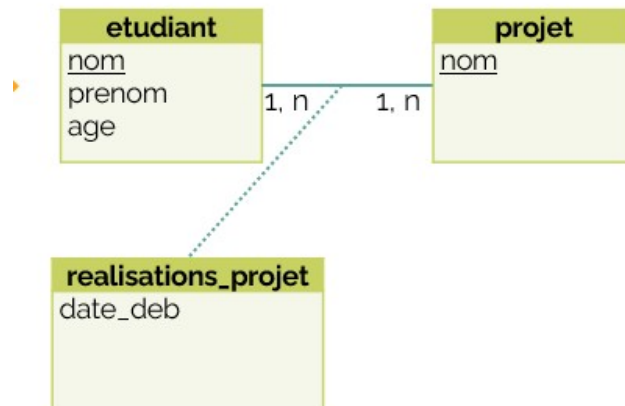 etudiant
nom
prenom
age
1, n
1, n
projet
nom
realisations_projet
date_deb